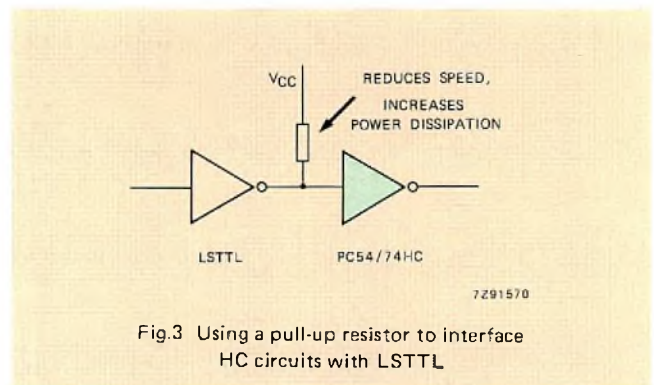 VCC
REDUCES SPEED,
INCREASES
POWER DISSIPATION
LSTTL
PC54/74HC
7Z91570
Fig.3 Using a pull-up resistor to interface
HC circuits with LSTTL